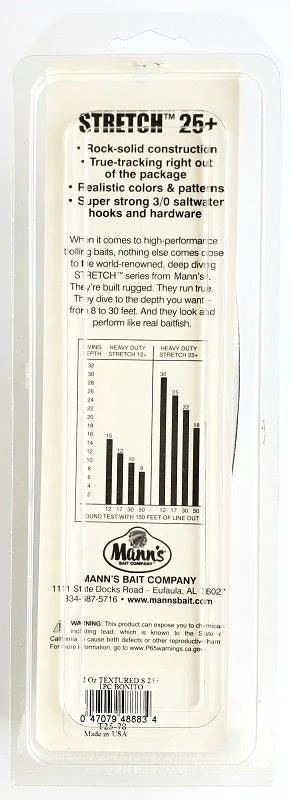 STRETCH™ 25+
• Rock-solid construction
• True-tracking right out
of the package
• Realistic colors & patterns
• Super strong 3/0 saltwater
hooks and hardware
When it comes to high-performance
trolling baits, nothing else comes close
to the world-renowned, deep diving
STRETCH™ series from Mann's.
They're built rugged. They run true.
They dive to the depth you want –
from 8 to 30 feet. And they look and
perform like real baitfish.
VING HEAVY DUTY HEAVY DUTY
EPTH STRETCH 12+ STRETCH 25+
32
30 30
28
26 25
24
22 22
20
18 18
16 15
14
12 12
10 10
8 8
6
4
2
12 17 30 50 12 17 30 50
OUND TEST WITH 150 FEET OF LINE OUT
Mann's
BAIT COMPANY
MANN'S BAIT COMPANY
1111 State Docks Road – Eufaula, AL
334-687-5716 • www.mannsbait.com
WARNING: This product can expose you to chemicals
including lead, which is known to the State of
California to cause birth defects or other reproductive harm.
For more information, go to www.P65warnings.ca.gov
2 Oz TEXTURED S 25+
1PC BONITO
0 47079 48883 4
T25-78
Made in USA